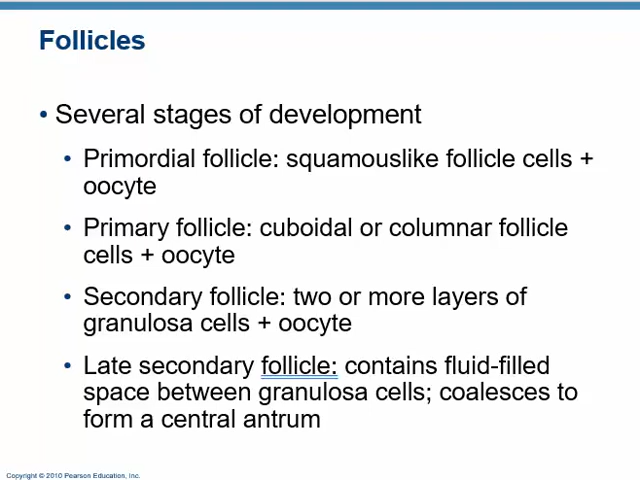 Follicles
• Several stages of development
• Primordial follicle: squamouslike follicle cells +
oocyte
• Primary follicle: cuboidal or columnar follicle
cells + oocyte
• Secondary follicle: two or more layers of
granulosa cells + oocyte
• Late secondary follicle: contains fluid-filled
space between granulosa cells; coalesces to
form a central antrum
Copyright © 2010 Pearson Education, Inc.